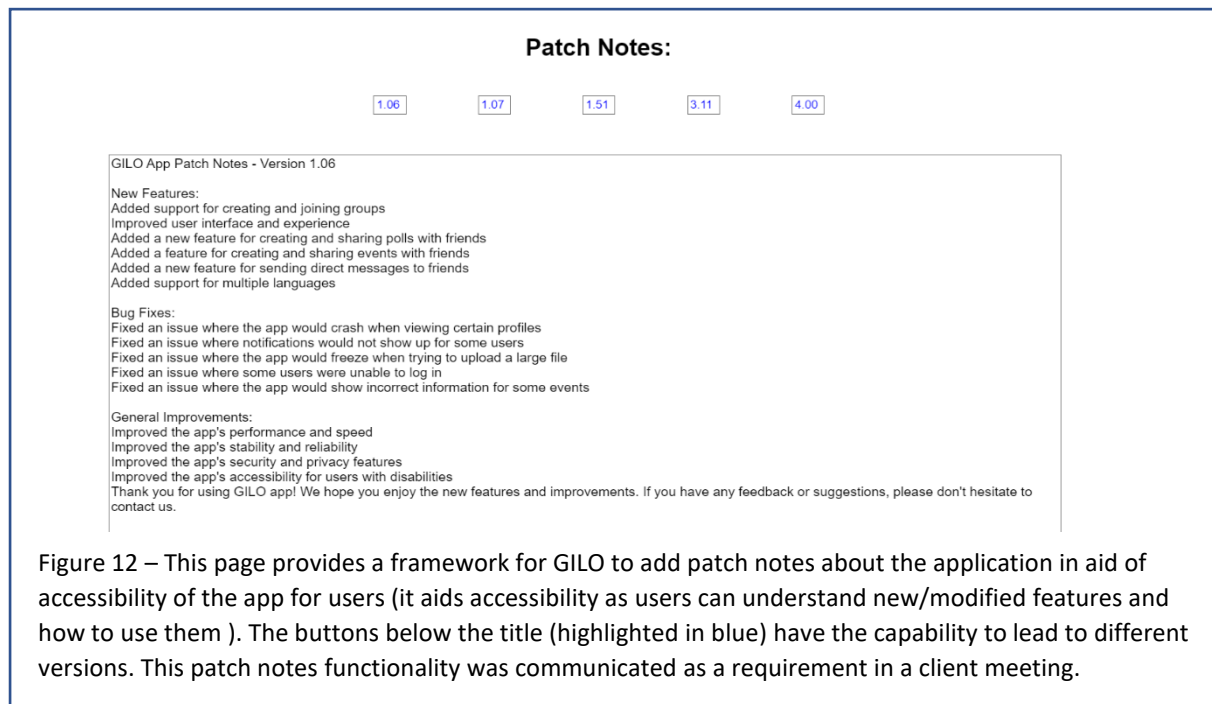 Patch Notes:
1.06 1.07 1.51 3.11 4.00
GILO App Patch Notes - Version 1.06
New Features:
Added support for creating and joining groups
Improved user interface and experience
Added a new feature for creating and sharing polls with friends
Added a feature for creating and sharing events with friends
Added a new feature for sending direct messages to friends
Added support for multiple languages
Bug Fixes:
Fixed an issue where the app would crash when viewing certain profiles
Fixed an issue where notifications would not show up for some users
Fixed an issue where the app would freeze when trying to upload a large file
Fixed an issue where some users were unable to log in
Fixed an issue where the app would show incorrect information for some events
General Improvements:
Improved the app's performance and speed
Improved the app's stability and reliability
Improved the app's security and privacy features
Improved the app's accessibility for users with disabilities
Thank you for using GILO app! We hope you enjoy the new features and improvements. If you have any feedback or suggestions, please don't hesitate to
contact us.
Figure 12 – This page provides a framework for GILO to add patch notes about the application in aid of
accessibility of the app for users (it aids accessibility as users can understand new/modified features and
how to use them ). The buttons below the title (highlighted in blue) have the capability to lead to different
versions. This patch notes functionality was communicated as a requirement in a client meeting.